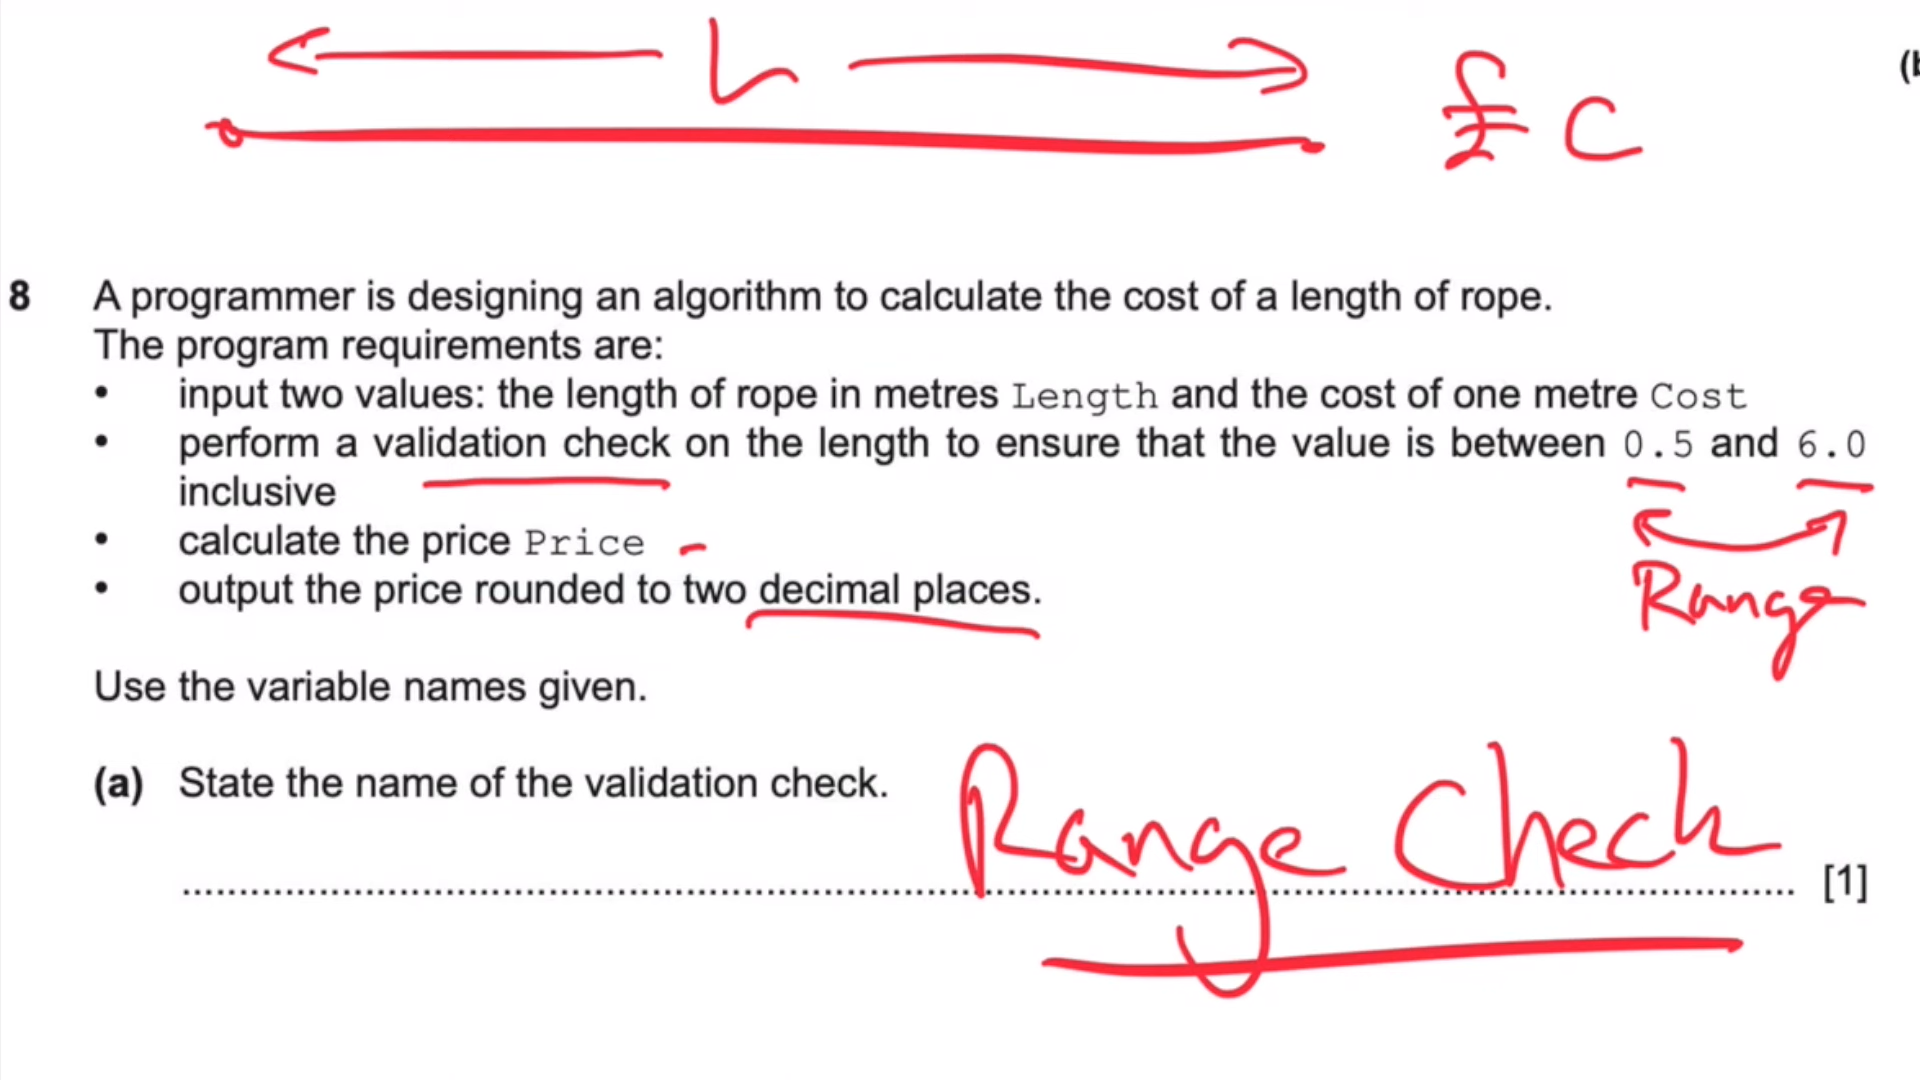 L
£ C
(b
8 A programmer is designing an algorithm to calculate the cost of a length of rope.
The program requirements are:
• input two values: the length of rope in metres Length and the cost of one metre Cost
• perform a validation check on the length to ensure that the value is between 0.5 and 6.0
inclusive
• calculate the price Price
• output the price rounded to two decimal places.
Range
Use the variable names given.
(a) State the name of the validation check.
Range Check
[1]